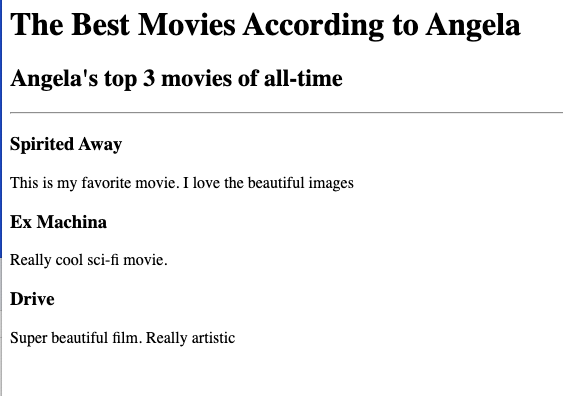 The Best Movies According to Angela
Angela's top 3 movies of all-time
Spirited Away
This is my favorite movie. I love the beautiful images
Ex Machina
Really cool sci-fi movie.
Drive
Super beautiful film. Really artistic